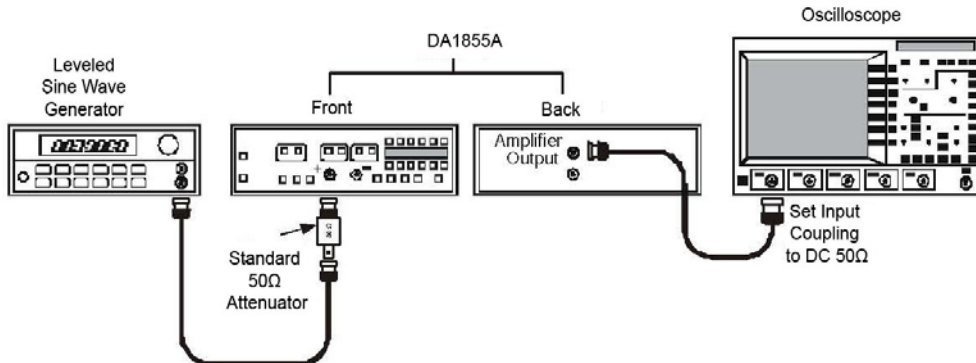 Oscilloscope
DA1855A
Leveled
Sine Wave
Generator
Front
Back
Amplifier
Output
+
Standard
50Ω
Attenuator
Set Input
Coupling
to DC 50Ω